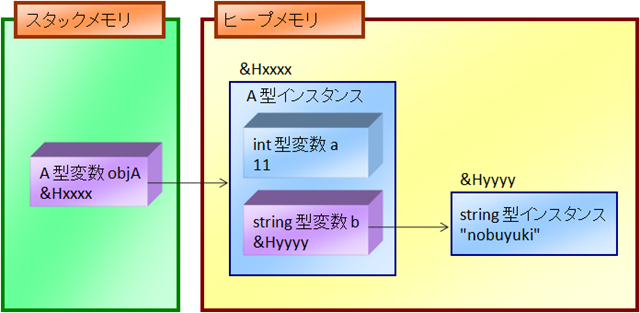 スタックメモリ
ヒープメモリ
&Hxxxx
A 型インスタンス
int 型変数 a
11
A 型変数 objA
&Hxxxx
string 型変数 b
&Hyyyy
&Hyyyy
string 型インスタンス
"nobuyuki"